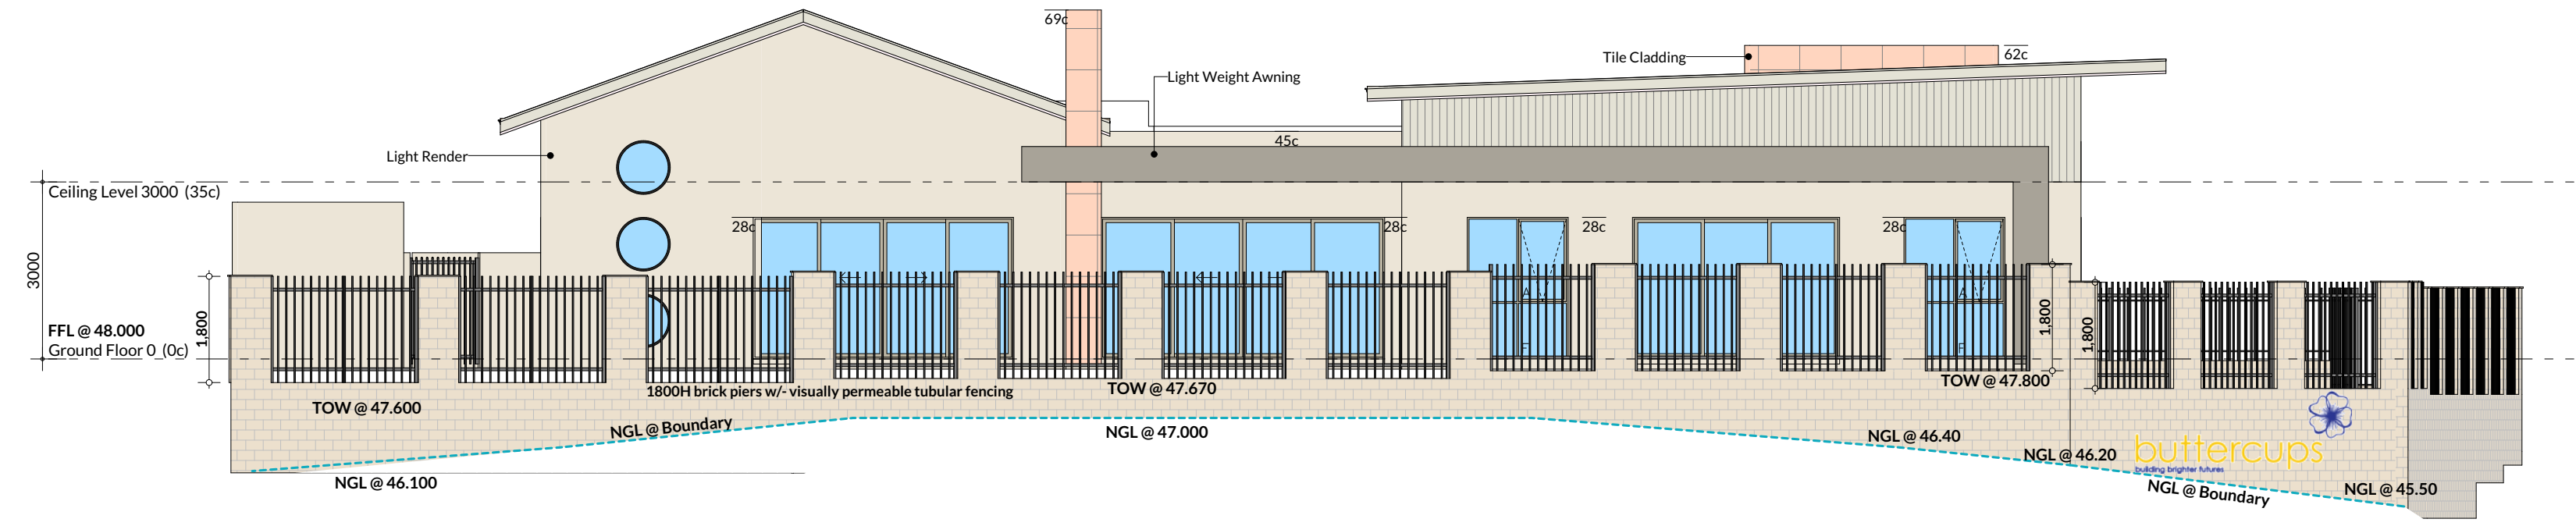 69c
62c
Tile Cladding
Light Weight Awning
45c
Light Render
Ceiling Level 3000 (35c)
28c
28c
28c
28c
3000
FFL @ 48.000
Ground Floor 0 (0c)
1,800
A
F
A
F
1,800
1,800
1800H brick piers w/- visually permeable tubular fencing
TOW @ 47.670
TOW @ 47.800
TOW @ 47.600
NGL @ Boundary
NGL @ 47.000
NGL @ 46.40
NGL @ 46.20
buttercups
building brighter futures
NGL @ 46.100
NGL @ Boundary
NGL @ 45.50